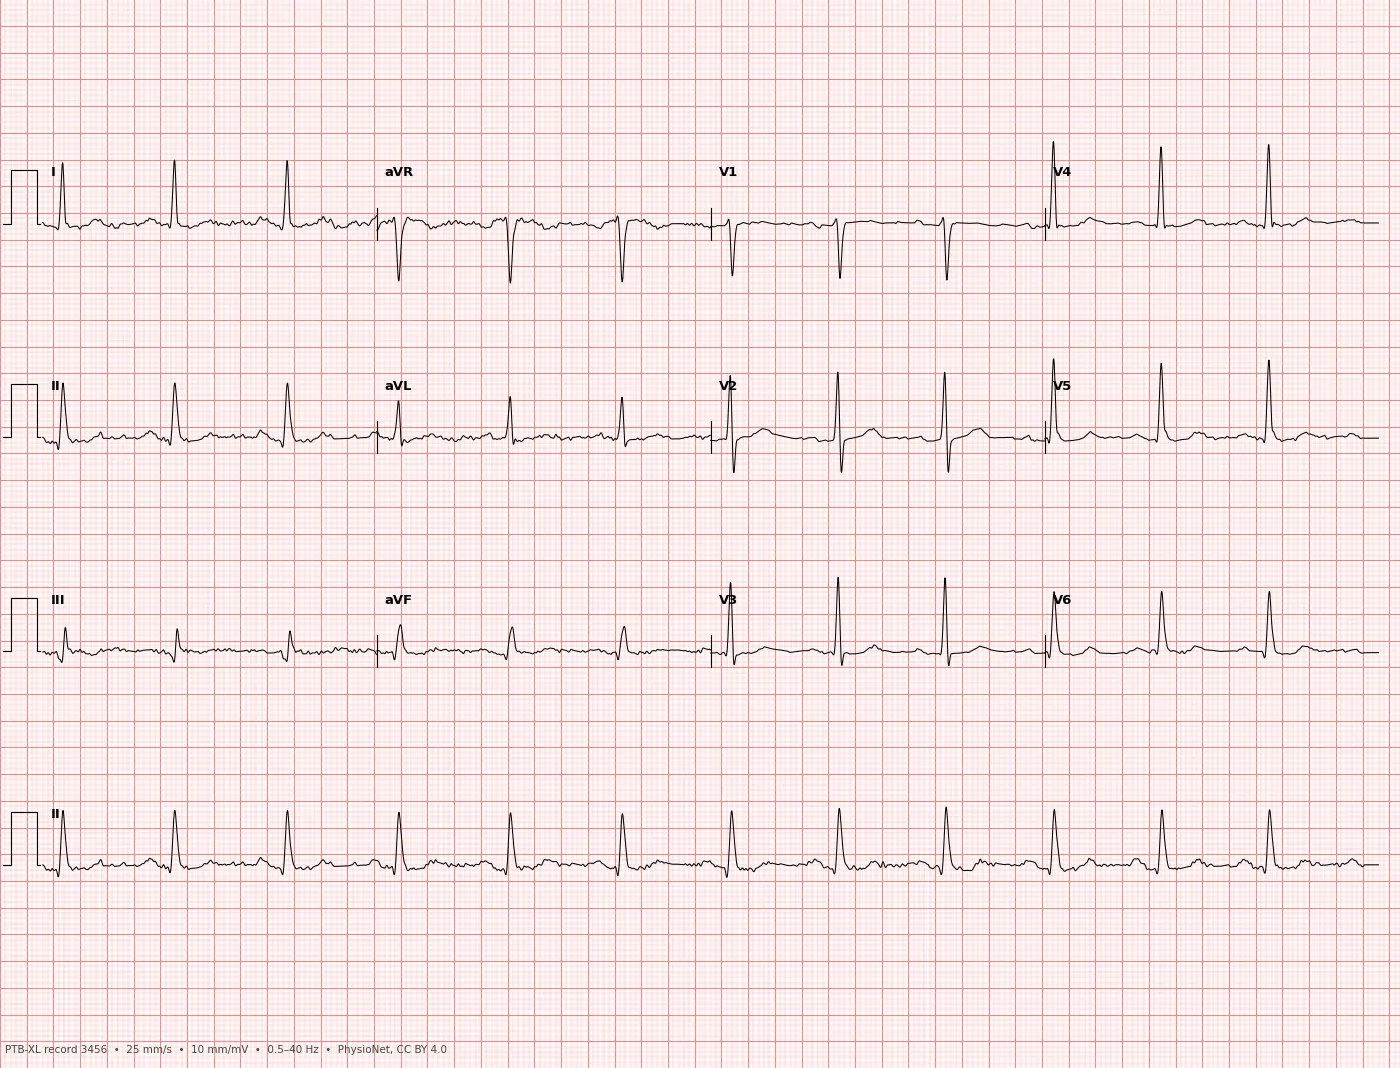 I aVR V1 V4
II aVL V2 V5
III aVF V3 V6
II
PTB-XL record 3456 • 25 mm/s • 10 mm/mV • 0.5–40 Hz • PhysioNet, CC BY 4.0